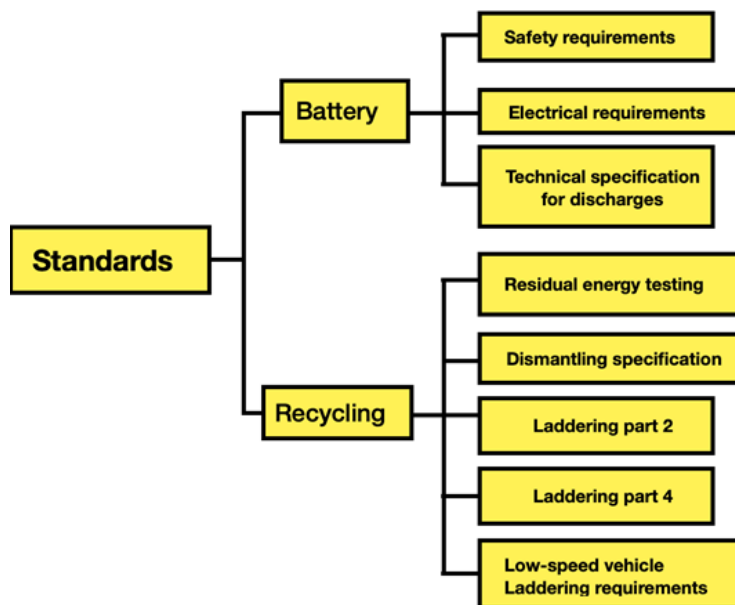 Standards
Battery
Safety requirements
Electrical requirements
Technical specification
for discharges
Recycling
Residual energy testing
Dismantling specification
Laddering part 2
Laddering part 4
Low-speed vehicle
Laddering requirements